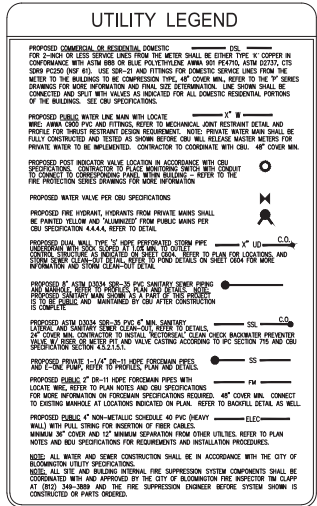 UTILITY LEGEND
PROPOSED COMMERCIAL OR RESIDENTIAL DOMESTIC DSL
FOR 2-INCH OR LESS SERVICE LINES FROM THE METER SHALL BE EITHER TYPE 'K' COPPER IN
CONFORMANCE WITH ASTM B88 OR BLUE POLYETHYLENE AWWA 901 PE4710, ASTM D2737, CTS
SDR9 PC250 (NSF 61). USE SDR-21 AND FITTINGS FOR DOMESTIC SERVICE LINES FROM THE
METER TO THE BUILDINGS TO BE COMPRESSION TYPE, 48" COVER MIN., REFER TO THE 'P' SERIES
DRAWINGS FOR MORE INFORMATION AND FINAL SIZE DETERMINATION. LINE SHOWN SHALL BE
CONNECTED AND SPLIT WITH VALVES AS INDICATED FOR ALL DOMESTIC RESIDENTIAL PORTIONS
OF THE BUILDINGS. SEE CBU SPECIFICATIONS.
PROPOSED PUBLIC WATER LINE MAIN WITH LOCATE X" W
WIRE: AWWA C900 PVC AND FITTINGS, REFER TO MECHANICAL JOINT RESTRAINT DETAIL AND
PROFILE FOR THRUST RESTRAINT DESIGN REQUIREMENT. NOTE: PRIVATE WATER MAIN SHALL BE
FULLY CONSTRUCTED AND TESTED AS SHOWN BEFORE CBU WILL RELEASE MASTER METERS FOR
PRIVATE WATER TO BE IMPLEMENTED. CONTRACTOR TO COORDINATE WITH CBU. 48" COVER MIN.
PROPOSED POST INDICATOR VALVE LOCATION IN ACCORDANCE WITH CBU
SPECIFICATIONS. CONTRACTOR TO PLACE MONITORING SWITCH WITH CONDUIT
TO CONNECT TO CORRESPONDING PANEL WITHIN BUILDING - REFER TO THE
FIRE PROTECTION SERIES DRAWINGS FOR MORE INFORMATION
PROPOSED WATER VALVE PER CBU SPECIFICATIONS
PROPOSED FIRE HYDRANT, HYDRANTS FROM PRIVATE MAINS SHALL
BE PAINTED YELLOW AND 'ALUMINIZED' FROM PUBLIC MAINS PER
CBU SPECIFICATION 4.4.4.4, REFER TO DETAIL
PROPOSED DUAL WALL TYPE 'S' HDPE PERFORATED STORM PIPE X" UD C.O.
UNDERDRAIN WITH SOCK SLOPED AT 1.0% MIN. TO OUTLET
CONTROL STRUCTURE AS INDICATED ON SHEET C604. REFER TO PLAN FOR LOCATIONS, AND
STORM SEWER CLEAN-OUT DETAIL, REFER TO POND DETAILS ON SHEET C604 FOR MORE
INFORMATION AND STORM CLEAN-OUT DETAIL
PROPOSED 8" ASTM D3034 SDR-35 PVC SANITARY SEWER PIPING
AND MANHOLE, REFER TO PROFILES, PLAN AND DETAILS. NOTE:
PROPOSED SANITARY MAIN SHOWN AS A PART OF THIS PROJECT
IS TO BE PUBLIC AND MAINTAINED BY CBU AFTER CONSTRUCTION
IS COMPLETE
PROPOSED ASTM D3034 SDR-35 PVC 6" MIN. SANITARY SSL C.O.
LATERAL AND SANITARY SEWER CLEAN-OUT, REFER TO DETAILS,
24" COVER MIN. CONTRACTOR TO INSTALL 'RECTORSEAL' CLEAN CHECK BACKWATER PREVENTER
VALVE W/ RISER OR METER PIT AND VALVE CASTING ACCORDING TO IPC SECTION 715 AND CBU
SPECIFICATION SECTION 4.5.2.1.5.1.
PROPOSED PRIVATE 1-1/4" DR-11 HDPE FORCEMAIN PIPES SS
AND E-ONE PUMP, REFER TO PROFILES, PLAN AND DETAILS.
PROPOSED PUBLIC 2" DR-11 HDPE FORCEMAIN PIPES WITH FM
LOCATE WIRE, REFER TO PLAN NOTES AND CBU SPECIFICATIONS
FOR MORE INFORMATION ON FORCEMAIN SPECIFICATIONS REQUIRED. 48" COVER MIN. CONNECT
TO EXISTING MANHOLE AT LOCATIONS INDICATED ON PLAN. REFER TO BACKFILL DETAIL AS WELL.
PROPOSED PUBLIC 4" NON-METALLIC SCHEDULE 40 PVC (HEAVY ELEC
WALL) WITH PULL STRING FOR INSERTION OF FIBER CABLES.
MINIMUM 36" COVER AND 12" MINIMUM SEPARATION FROM OTHER UTILITIES. REFER TO PLAN
NOTES AND BDU SPECIFICATIONS FOR REQUIREMENTS AND INSTALLATION PROCEDURES.
NOTE: ALL WATER AND SEWER CONSTRUCTION SHALL BE IN ACCORDANCE WITH THE CITY OF
BLOOMINGTON UTILITY SPECIFICATIONS.
NOTE: ALL SITE AND BUILDING INTERNAL FIRE SUPPRESSION SYSTEM COMPONENTS SHALL BE
COORDINATED WITH AND APPROVED BY THE CITY OF BLOOMINGTON FIRE INSPECTOR TIM CLAPP
AT (812) 349-3889 AND THE FIRE SUPPRESSION ENGINEER BEFORE SYSTEM SHOWN IS
CONSTRUCTED OR PARTS ORDERED.